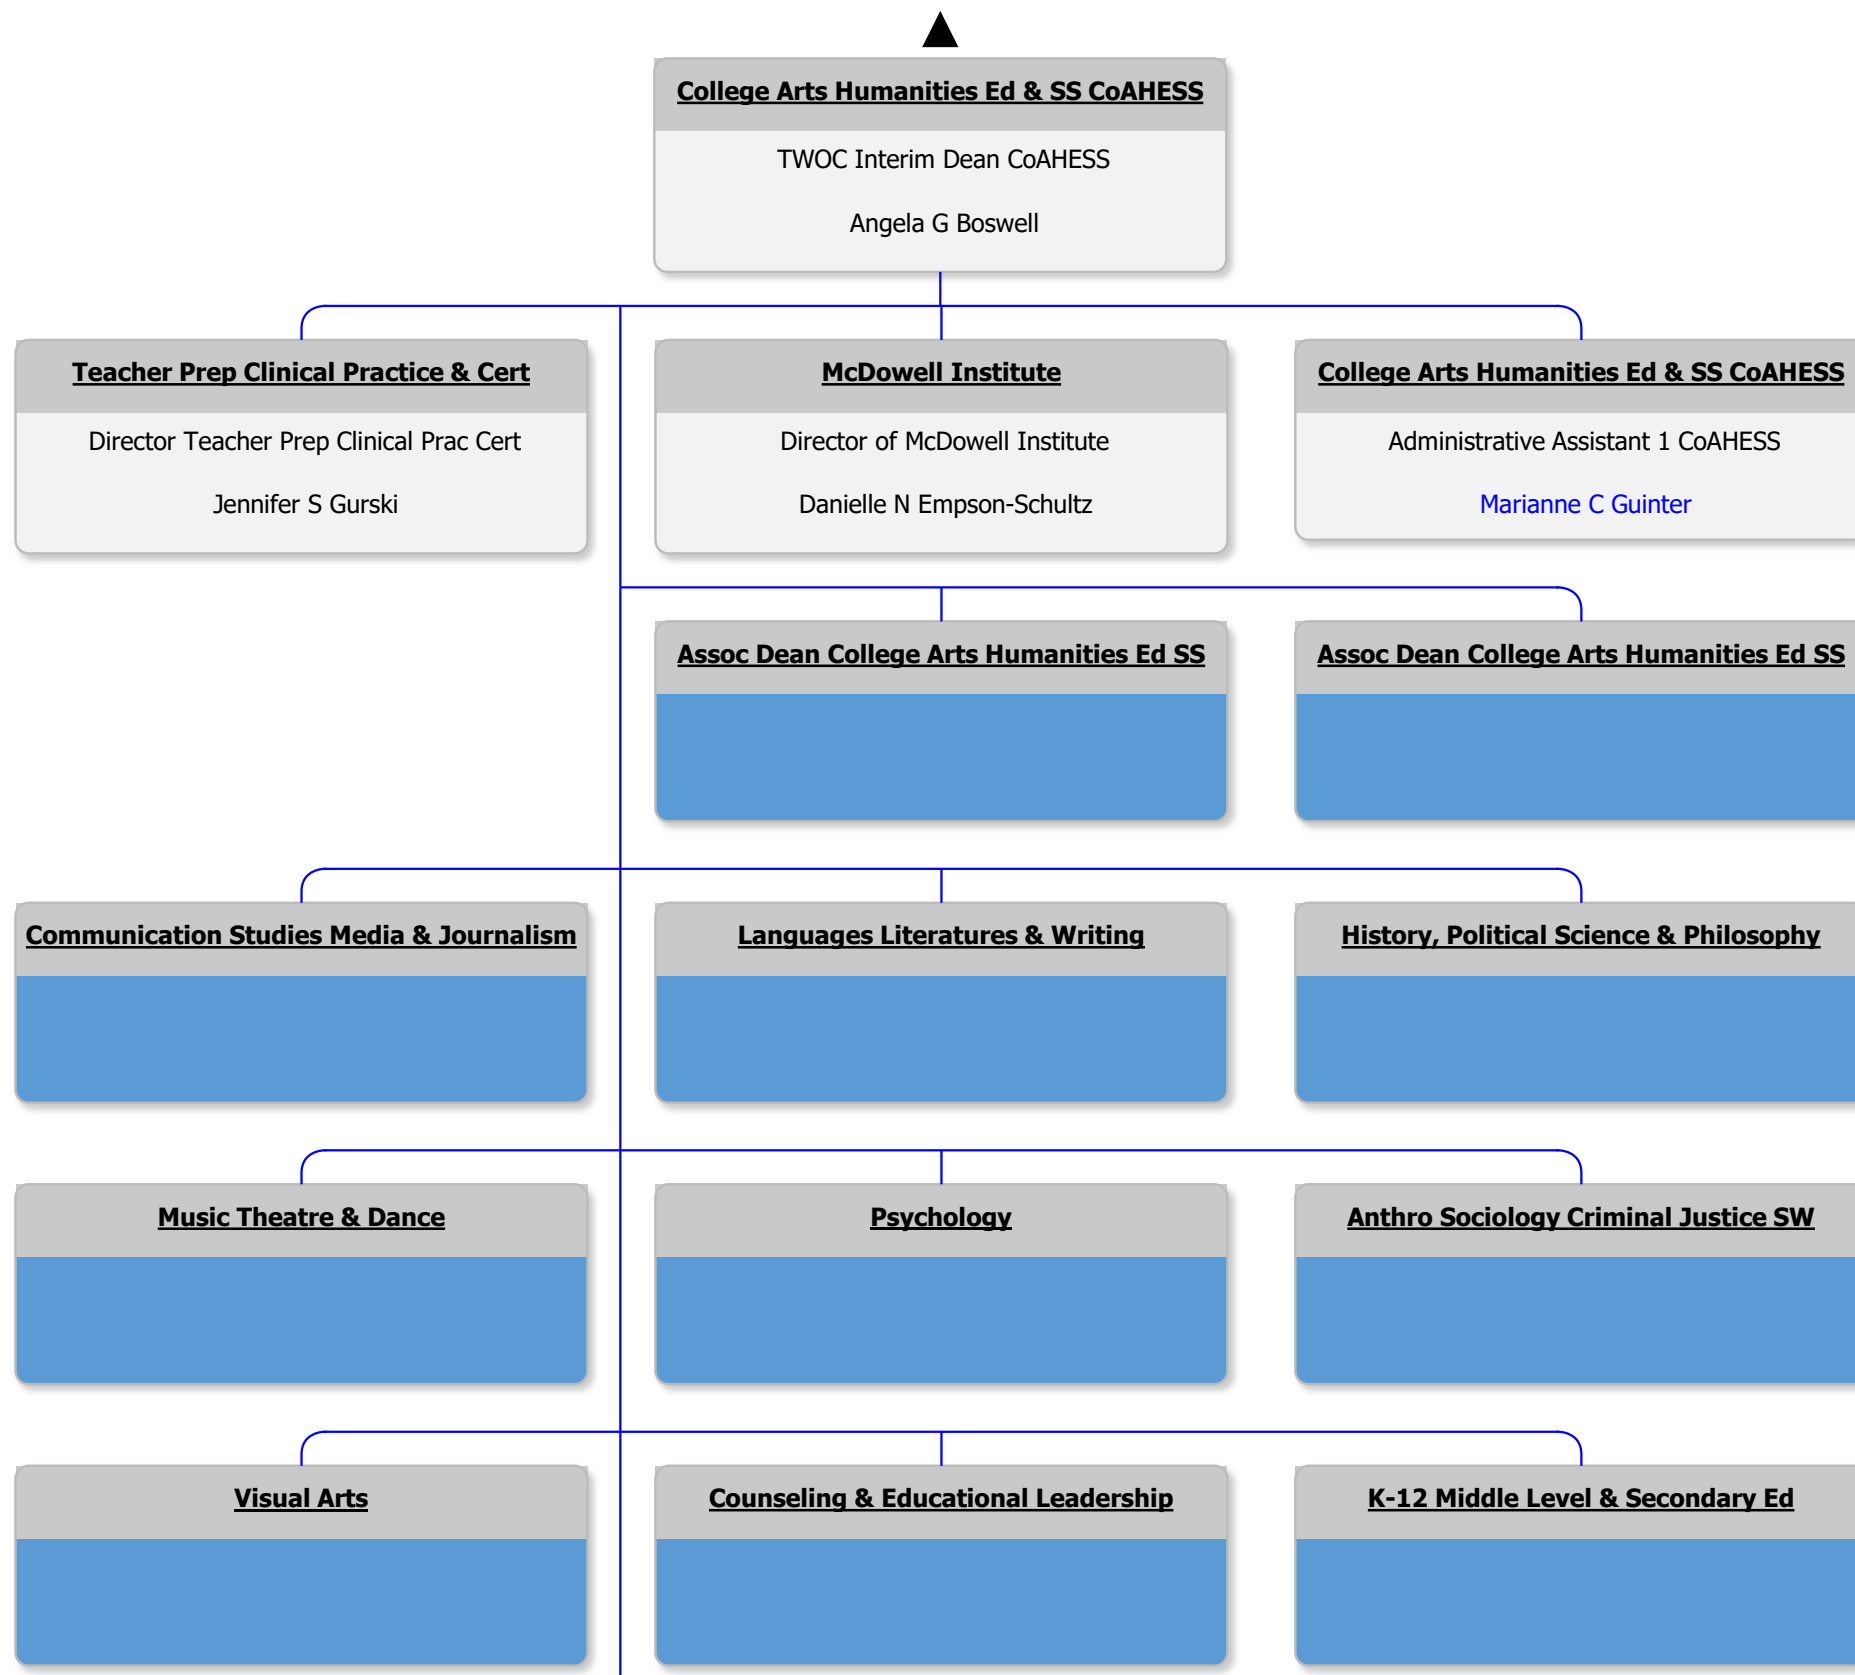 College Arts Humanities Ed & SS CoAHESS
TWOC Interim Dean CoAHESS
Angela G Boswell
Teacher Prep Clinical Practice & Cert
Director Teacher Prep Clinical Prac Cert
Jennifer S Gurski
McDowell Institute
Director of McDowell Institute
Danielle N Empson-Schultz
College Arts Humanities Ed & SS CoAHESS
Administrative Assistant 1 CoAHESS
Marianne C Guinter
Assoc Dean College Arts Humanities Ed SS
Assoc Dean College Arts Humanities Ed SS
Communication Studies Media & Journalism
Languages Literatures & Writing
History, Political Science & Philosophy
Music Theatre & Dance
Psychology
Anthro Sociology Criminal Justice SW
Visual Arts
Counseling & Educational Leadership
K-12 Middle Level & Secondary Ed